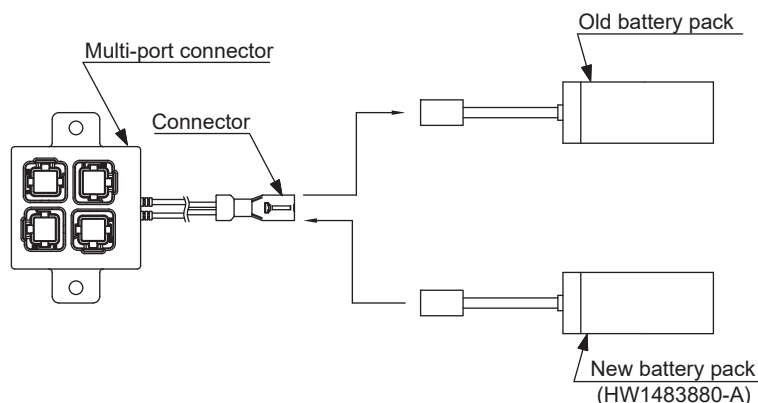 Old battery pack
Multi-port connector
Connector
New battery pack
(HW1483880-A)